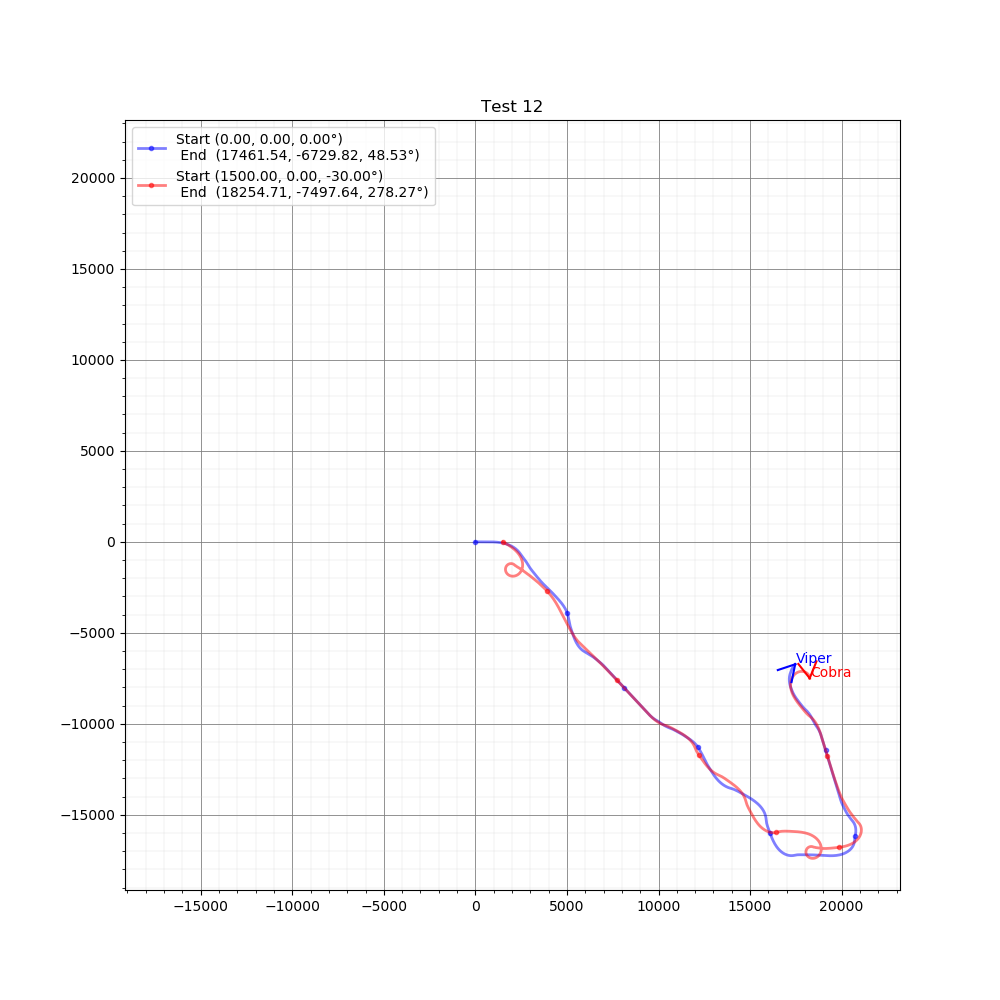 Test 12
Start (0.00, 0.00, 0.00°)
End  (17461.54, -6729.82, 48.53°)
Start (1500.00, 0.00, -30.00°)
End  (18254.71, -7497.64, 278.27°)
20000
15000
10000
5000
0
−5000
−10000
−15000
Viper
Cobra
−15000 −10000 −5000 0 5000 10000 15000 20000